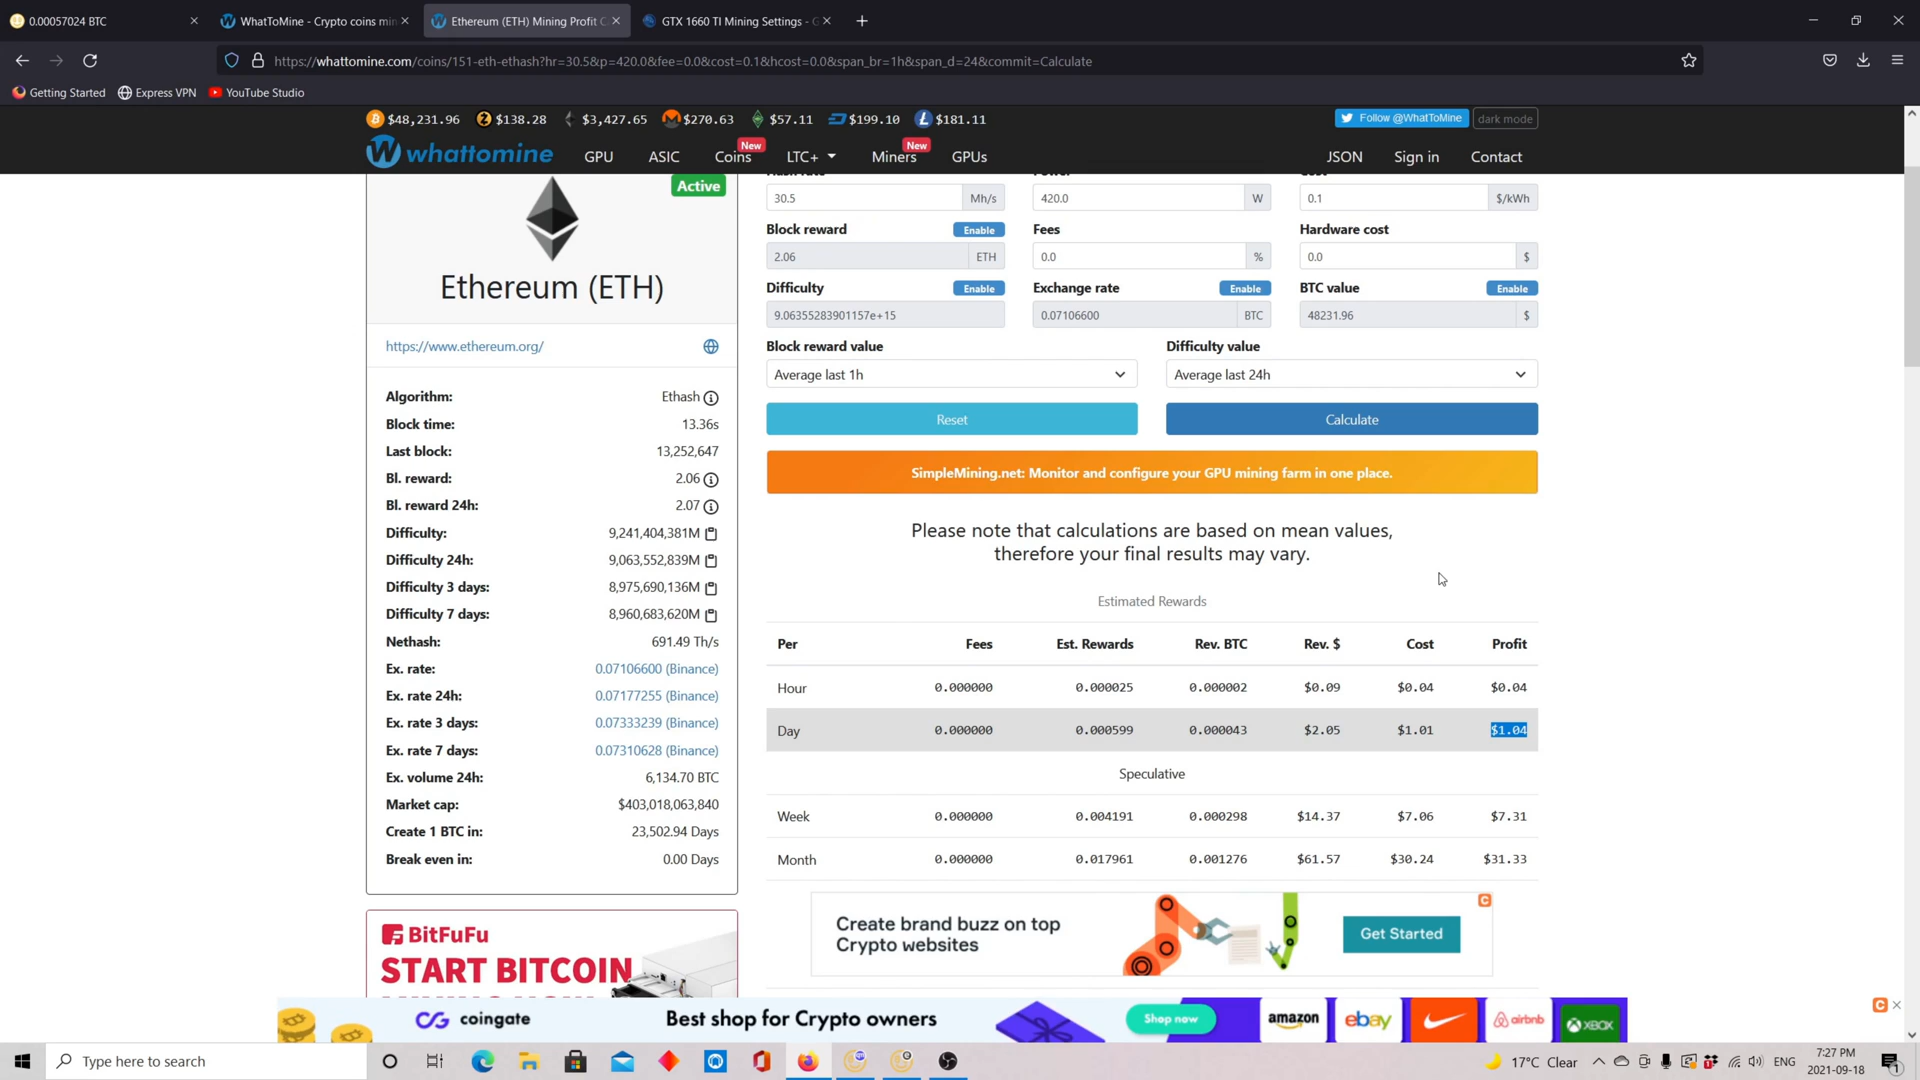 0.00057024 BTC
WhatToMine - Crypto coins min
Ethereum (ETH) Mining Profit C
GTX 1660 TI Mining Settings - G
https://whattomine.com/coins/151-eth-ethash?hr=30.5&p=420.0&fee=0.0&cost=0.1&hcost=0.0&span_br=1h&span_d=24&commit=Calculate
Getting Started
Express VPN
YouTube Studio
$48,231.96 $138.28 $3,427.65 $270.63 $57.11 $199.10 $181.11
Follow @WhatToMine
dark mode
whattomine
GPU
ASIC
Coins
New
LTC+
Miners
New
GPUs
JSON
Sign in
Contact
Active
Ethereum (ETH)
https://www.ethereum.org/
Algorithm: Ethash
Block time: 13.36s
Last block: 13,252,647
Bl. reward: 2.06
Bl. reward 24h: 2.07
Difficulty: 9,241,404,381M
Difficulty 24h: 9,063,552,839M
Difficulty 3 days: 8,975,690,136M
Difficulty 7 days: 8,960,683,620M
Nethash: 691.49 Th/s
Ex. rate: 0.07106600 (Binance)
Ex. rate 24h: 0.07177255 (Binance)
Ex. rate 3 days: 0.07333239 (Binance)
Ex. rate 7 days: 0.07310628 (Binance)
Ex. volume 24h: 6,134.70 BTC
Market cap: $403,018,063,840
Create 1 BTC in: 23,502.94 Days
Break even in: 0.00 Days
30.5 Mh/s
420.0 W
0.1 $/kWh
Block reward Enable
Fees
Hardware cost
2.06 ETH
0.0 %
0.0 $
Difficulty Enable
Exchange rate Enable
BTC value Enable
9.06355283901157e+15
0.07106600 BTC
48231.96 $
Block reward value
Difficulty value
Average last 1h
Average last 24h
Reset
Calculate
SimpleMining.net: Monitor and configure your GPU mining farm in one place.
Please note that calculations are based on mean values,
therefore your final results may vary.
Estimated Rewards
Per Fees Est. Rewards Rev. BTC Rev. $ Cost Profit
Hour 0.000000 0.000025 0.000002 $0.09 $0.04 $0.04
Day 0.000000 0.000599 0.000043 $2.05 $1.01 $1.04
Speculative
Week 0.000000 0.004191 0.000298 $14.37 $7.06 $7.31
Month 0.000000 0.017961 0.001276 $61.57 $30.24 $31.33
Create brand buzz on top
Crypto websites
Get Started
BitFuFu
START BITCOIN
coingate
Best shop for Crypto owners
Shop now
amazon
ebay
airbnb
XBOX
Type here to search
17°C Clear
ENG
7:27 PM
2021-09-18